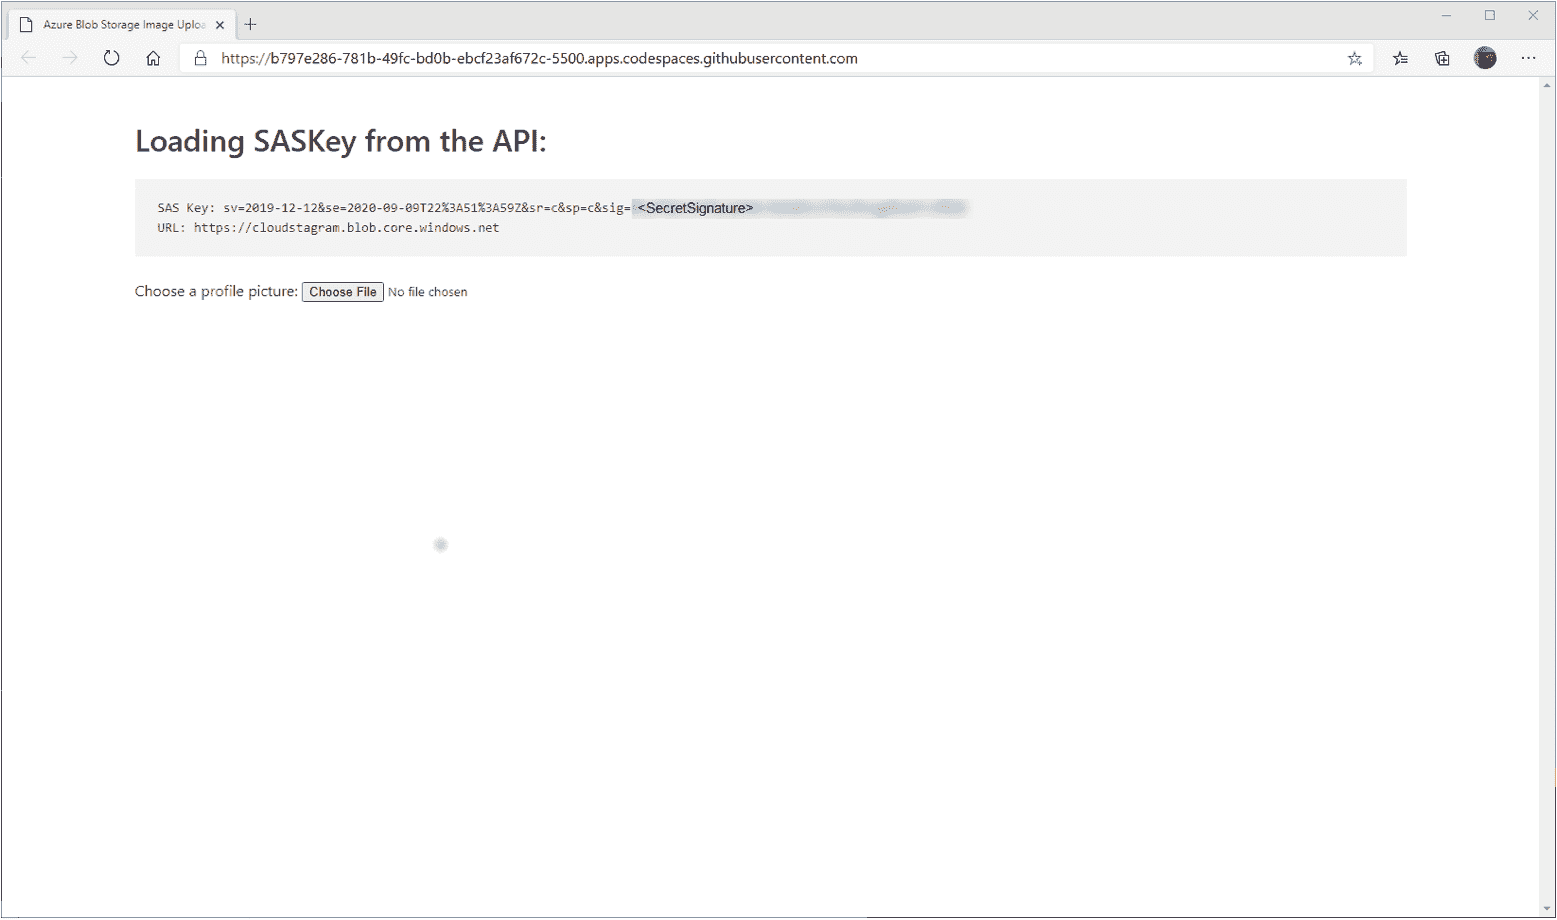 Azure Blob Storage Image Uploa
https://b797e286-781b-49fc-bd0b-ebcf23af672c-5500.apps.codespaces.githubusercontent.com
Loading SASKey from the API:
SAS Key: sv=2019-12-12&se=2020-09-09T22%3A51%3A59Z&sr=c&sp=c&sig=<SecretSignature>
URL: https://cloudstagram.blob.core.windows.net
Choose a profile picture: Choose File No file chosen